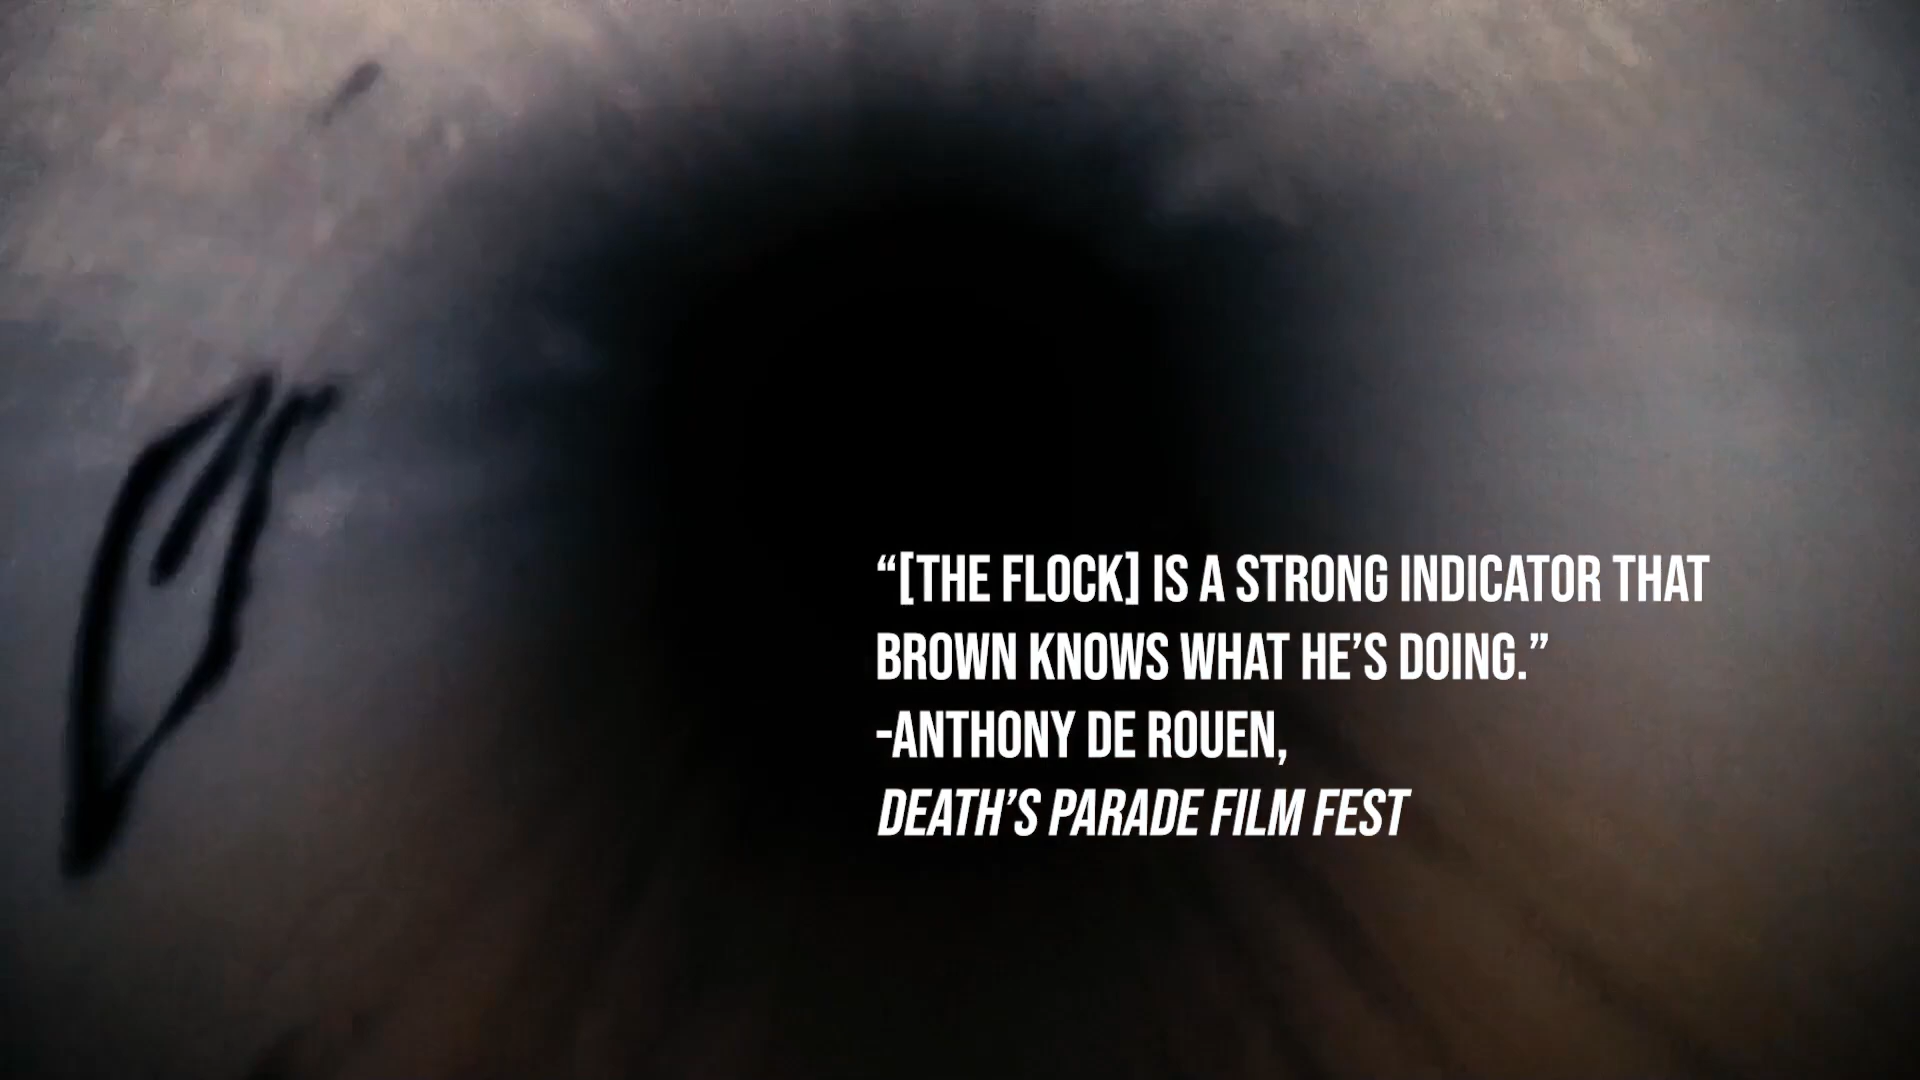 “[THE FLOCK] IS A STRONG INDICATOR THAT
BROWN KNOWS WHAT HE’S DOING.”
-ANTHONY DE ROUEN,
DEATH’S PARADE FILM FEST